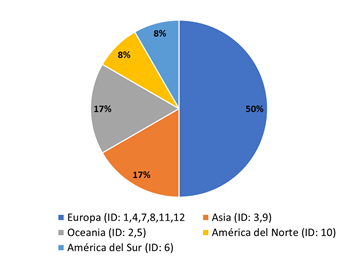 8%
8%
50%
17%
17%
Europa (ID: 1,4,7,8,11,12
Asia (ID: 3,9)
Oceania (ID: 2,5)
América del Norte (ID: 10)
América del Sur (ID: 6)